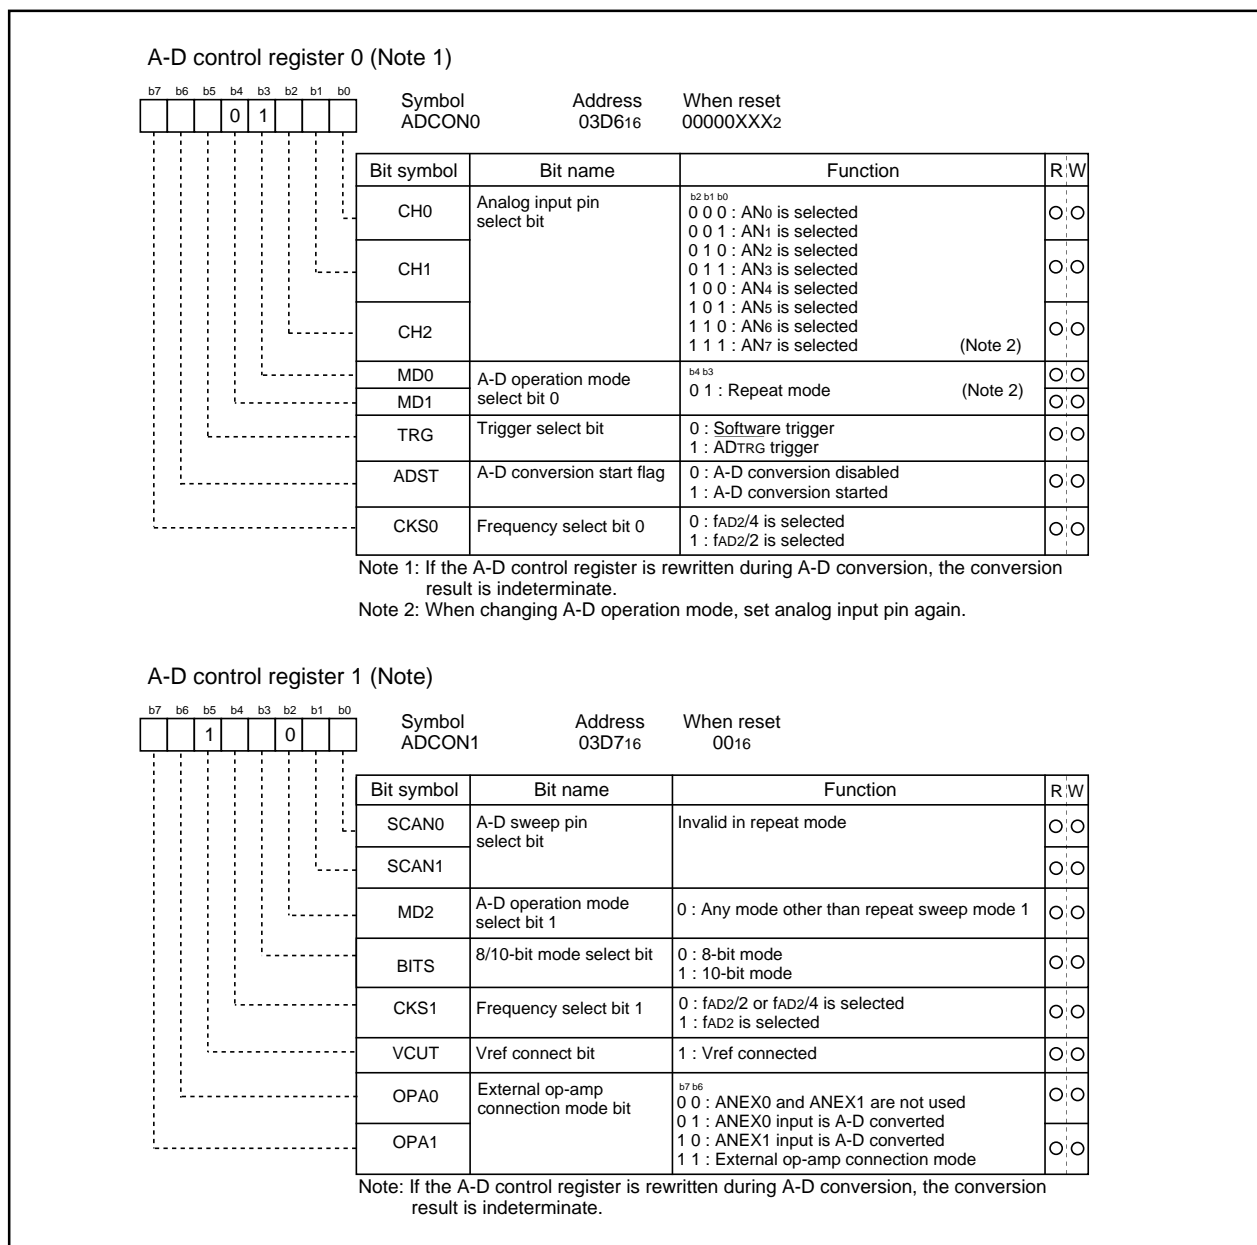 A-D control register 0 (Note 1)
b7 b6 b5 b4 b3 b2 b1 b0
0 1
Symbol Address When reset
ADCON0 03D616 00000XXX2
Bit symbol Bit name Function R W
CH0 Analog input pin select bit
b2 b1 b0
0 0 0 : AN0 is selected
0 0 1 : AN1 is selected
0 1 0 : AN2 is selected
CH1
0 1 1 : AN3 is selected
1 0 0 : AN4 is selected
1 0 1 : AN5 is selected
CH2
1 1 0 : AN6 is selected
1 1 1 : AN7 is selected (Note 2)
MD0 A-D operation mode select bit 0
b4 b3
0 1 : Repeat mode (Note 2)
MD1
TRG Trigger select bit
0 : Software trigger
1 : ADTRG trigger
ADST A-D conversion start flag
0 : A-D conversion disabled
1 : A-D conversion started
CKS0 Frequency select bit 0
0 : fAD2/4 is selected
1 : fAD2/2 is selected
Note 1: If the A-D control register is rewritten during A-D conversion, the conversion
result is indeterminate.
Note 2: When changing A-D operation mode, set analog input pin again.
A-D control register 1 (Note)
b7 b6 b5 b4 b3 b2 b1 b0
1 0
Symbol Address When reset
ADCON1 03D716 0016
Bit symbol Bit name Function R W
SCAN0 A-D sweep pin select bit
Invalid in repeat mode
SCAN1
MD2 A-D operation mode select bit 1
0 : Any mode other than repeat sweep mode 1
BITS 8/10-bit mode select bit
0 : 8-bit mode
1 : 10-bit mode
CKS1 Frequency select bit 1
0 : fAD2/2 or fAD2/4 is selected
1 : fAD2 is selected
VCUT Vref connect bit
1 : Vref connected
OPA0 External op-amp connection mode bit
b7 b6
0 0 : ANEX0 and ANEX1 are not used
0 1 : ANEX0 input is A-D converted
OPA1
1 0 : ANEX1 input is A-D converted
1 1 : External op-amp connection mode
Note: If the A-D control register is rewritten during A-D conversion, the conversion
result is indeterminate.